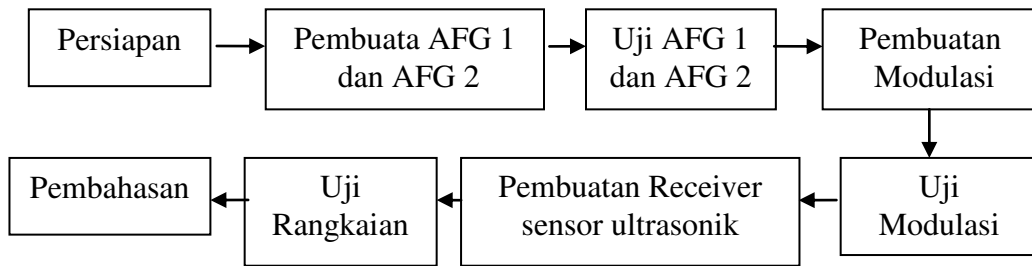 Persiapan
Pembuata AFG 1
dan AFG 2
Uji AFG 1
dan AFG 2
Pembuatan
Modulasi
Uji
Modulasi
Pembuatan Receiver
sensor ultrasonik
Uji
Rangkaian
Pembahasan